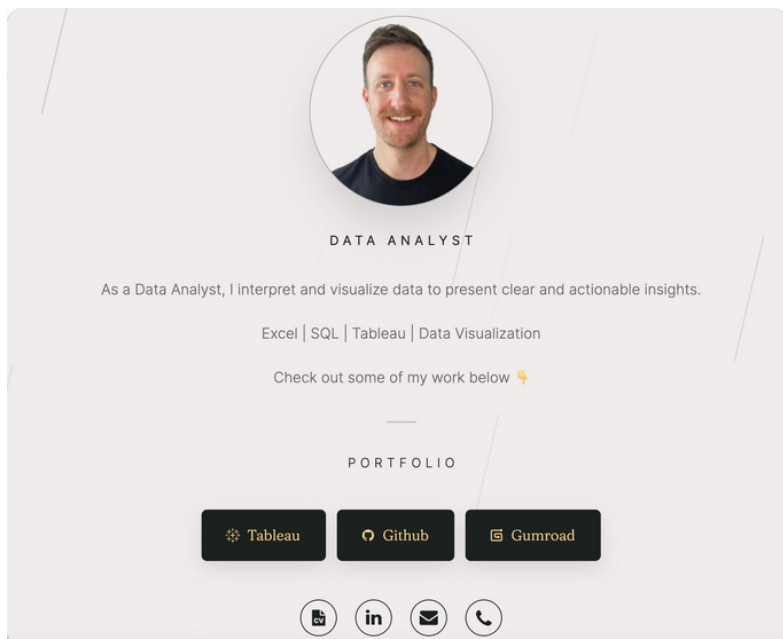 DATA ANALYST
As a Data Analyst, I interpret and visualize data to present clear and actionable insights.
Excel | SQL | Tableau | Data Visualization
Check out some of my work below 👇
PORTFOLIO
Tableau
Github
Gumroad
CV
in